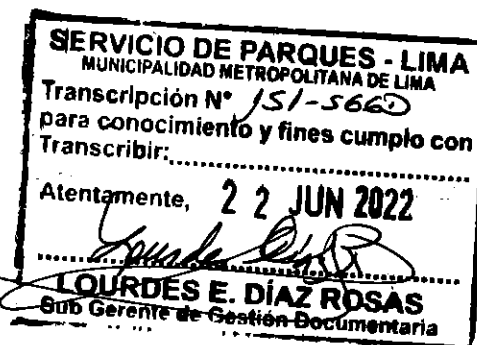 SERVICIO DE PARQUES - LIMA
MUNICIPALIDAD METROPOLITANA DE LIMA
Transcripción N° 151-SGGD
para conocimiento y fines cumplo con
Transcribir:....................
Atentamente, 22 JUN 2022
LOURDES E. DÍAZ ROSAS
Sub Gerente de Gestión Documentaria